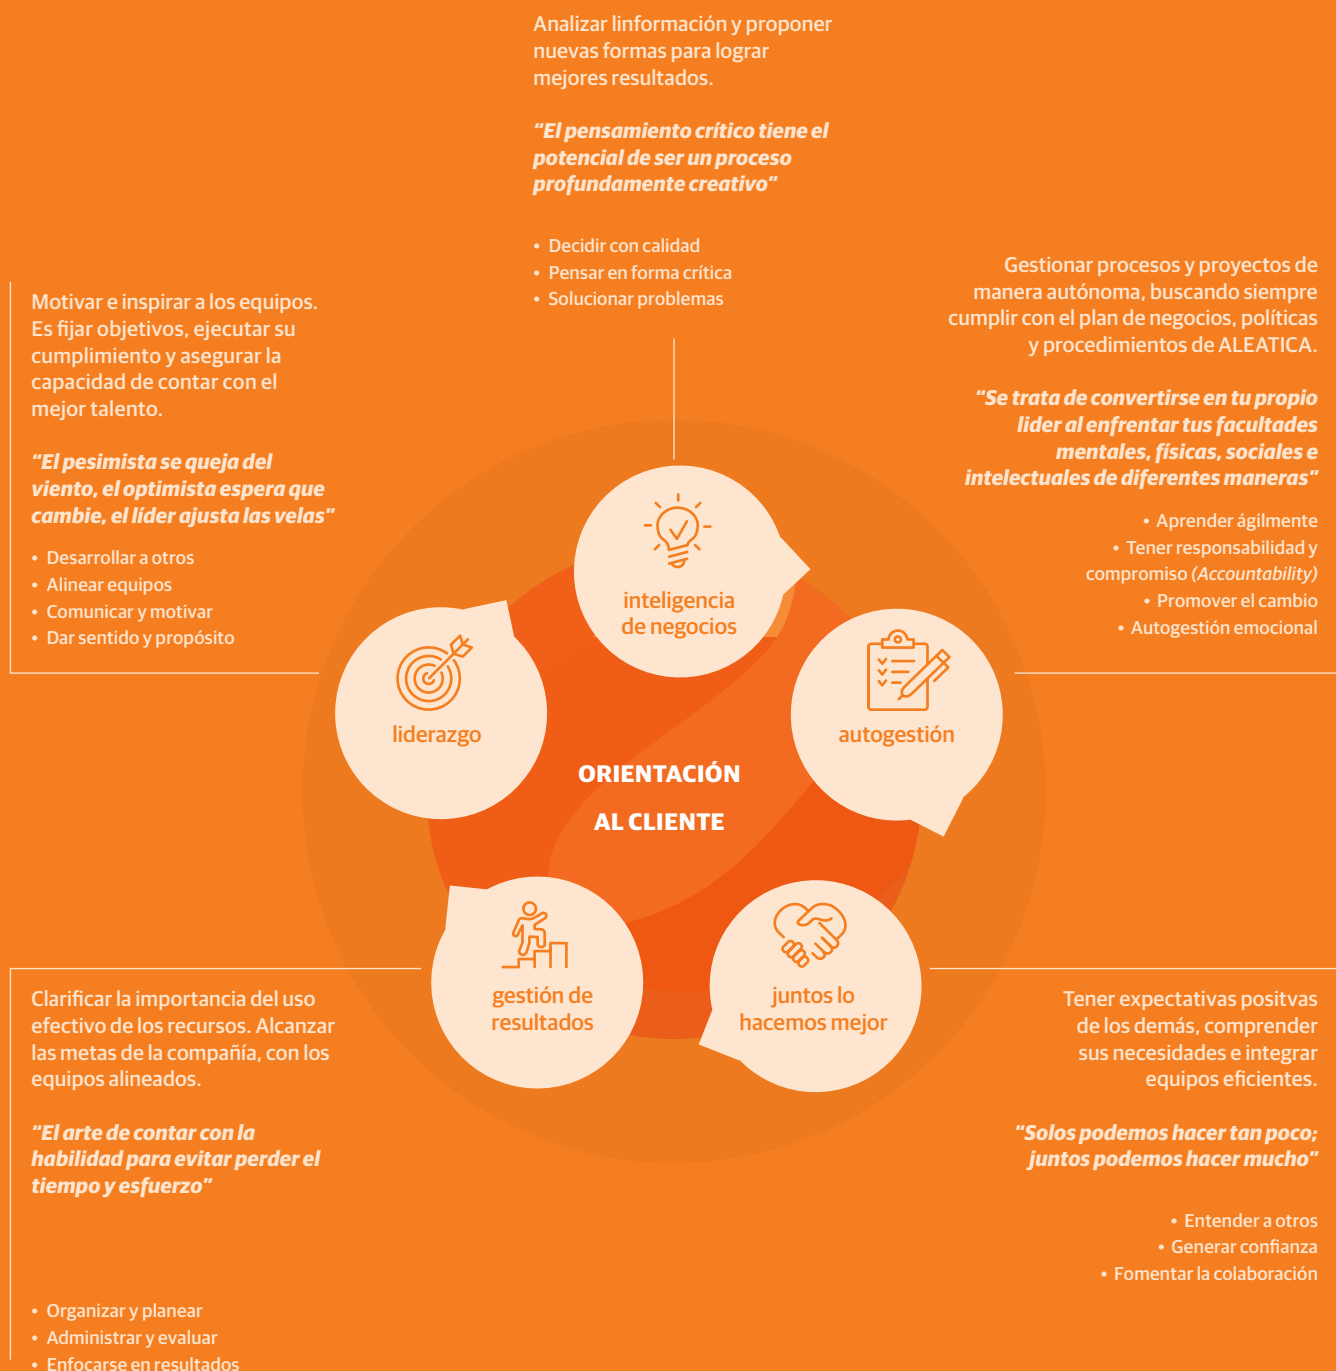 Analizar linformación y proponer
nuevas formas para lograr
mejores resultados.
"El pensamiento crítico tiene el
potencial de ser un proceso
profundamente creativo"
• Decidir con calidad
• Pensar en forma crítica
• Solucionar problemas
Motivar e inspirar a los equipos.
Es fijar objetivos, ejecutar su
cumplimiento y asegurar la
capacidad de contar con el
mejor talento.
"El pesimista se queja del
viento, el optimista espera que
cambie, el líder ajusta las velas"
• Desarrollar a otros
• Alinear equipos
• Comunicar y motivar
• Dar sentido y propósito
Gestionar procesos y proyectos de
manera autónoma, buscando siempre
cumplir con el plan de negocios, políticas
y procedimientos de ALEATICA.
"Se trata de convertirse en tu propio
lider al enfrentar tus facultades
mentales, físicas, sociales e
intelectuales de diferentes maneras"
• Aprender ágilmente
• Tener responsabilidad y
compromiso (Accountability)
• Promover el cambio
• Autogestión emocional
inteligencia
de negocios
liderazgo
autogestión
ORIENTACIÓN
AL CLIENTE
gestión de
resultados
juntos lo
hacemos mejor
Clarificar la importancia del uso
efectivo de los recursos. Alcanzar
las metas de la compañía, con los
equipos alineados.
"El arte de contar con la
habilidad para evitar perder el
tiempo y esfuerzo"
• Organizar y planear
• Administrar y evaluar
• Enfocarse en resultados
Tener expectativas positvas
de los demás, comprender
sus necesidades e integrar
equipos eficientes.
"Solos podemos hacer tan poco;
juntos podemos hacer mucho"
• Entender a otros
• Generar confianza
• Fomentar la colaboración